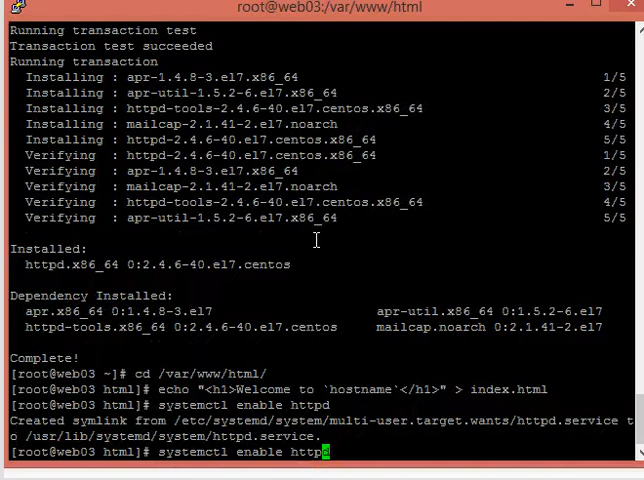 root@web03:/var/www/html
Running transaction test
Transaction test succeeded
Running transaction
Installing : apr-1.4.8-3.el7.x86_64 1/5
Installing : apr-util-1.5.2-6.el7.x86_64 2/5
Installing : httpd-tools-2.4.6-40.el7.centos.x86_64 3/5
Installing : mailcap-2.1.41-2.el7.noarch 4/5
Installing : httpd-2.4.6-40.el7.centos.x86_64 5/5
Verifying : httpd-2.4.6-40.el7.centos.x86_64 1/5
Verifying : apr-1.4.8-3.el7.x86_64 2/5
Verifying : mailcap-2.1.41-2.el7.noarch 3/5
Verifying : httpd-tools-2.4.6-40.el7.centos.x86_64 4/5
Verifying : apr-util-1.5.2-6.el7.x86_64 5/5
Installed:
httpd.x86_64 0:2.4.6-40.el7.centos
Dependency Installed:
apr.x86_64 0:1.4.8-3.el7 apr-util.x86_64 0:1.5.2-6.el7
httpd-tools.x86_64 0:2.4.6-40.el7.centos mailcap.noarch 0:2.1.41-2.el7
Complete!
[root@web03 ~]# cd /var/www/html/
[root@web03 html]# echo "<h1>Welcome to `hostname`</h1>" > index.html
[root@web03 html]# systemctl enable httpd
Created symlink from /etc/systemd/system/multi-user.target.wants/httpd.service t
o /usr/lib/systemd/system/httpd.service.
[root@web03 html]# systemctl enable httpd